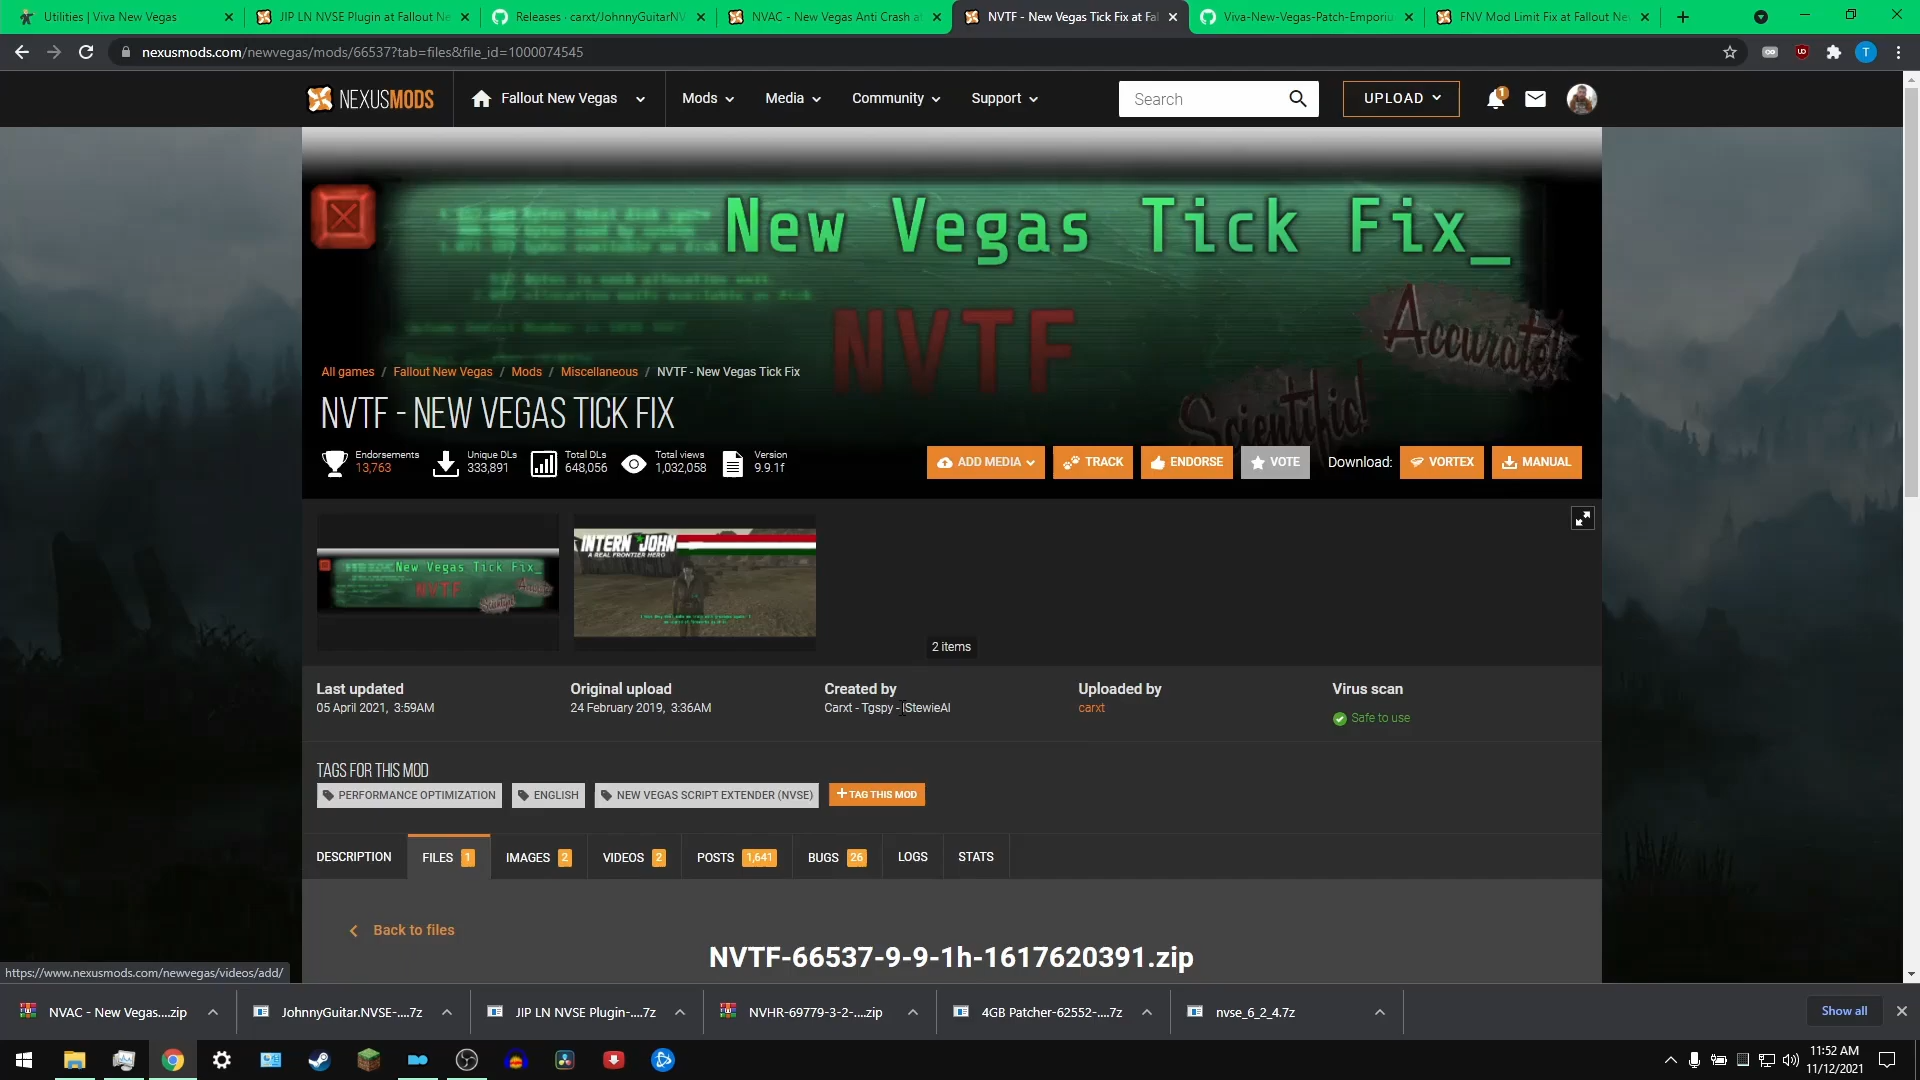 Utilities | Viva New Vegas
JIP LN NVSE Plugin at Fallout Ne
Releases · carxt/JohnnyGuitarNV
NVAC - New Vegas Anti Crash at
NVTF - New Vegas Tick Fix at Fal
Viva-New-Vegas-Patch-Emporiu
FNV Mod Limit Fix at Fallout New
nexusmods.com/newvegas/mods/66537?tab=files&file_id=1000074545
T
NEXUSMODS
Fallout New Vegas
Mods
Media
Community
Support
Search
UPLOAD
1
New Vegas Tick Fix_
NVTF
Accurate!
Scientific!
All games / Fallout New Vegas / Mods / Miscellaneous / NVTF - New Vegas Tick Fix
NVTF - NEW VEGAS TICK FIX
Endorsements
13,763
Unique DLs
333,891
Total DLs
648,056
Total views
1,032,058
Version
9.9.1f
ADD MEDIA
TRACK
ENDORSE
VOTE
Download:
VORTEX
MANUAL
New Vegas Tick Fix_
NVTF
INTERN JOHN
A REAL FRONTIER HERO
2 items
Last updated
05 April 2021, 3:59AM
Original upload
24 February 2019, 3:36AM
Created by
Carxt - Tgspy - lStewieAl
Uploaded by
carxt
Virus scan
Safe to use
TAGS FOR THIS MOD
PERFORMANCE OPTIMIZATION
ENGLISH
NEW VEGAS SCRIPT EXTENDER (NVSE)
+ TAG THIS MOD
DESCRIPTION
FILES 1
IMAGES 2
VIDEOS 2
POSTS 1,641
BUGS 26
LOGS
STATS
Back to files
NVTF-66537-9-9-1h-1617620391.zip
https://www.nexusmods.com/newvegas/videos/add/
NVAC - New Vegas....zip
JohnnyGuitar.NVSE-....7z
JIP LN NVSE Plugin-....7z
NVHR-69779-3-2-....zip
4GB Patcher-62552-....7z
nvse_6_2_4.7z
Show all
11:52 AM
11/12/2021